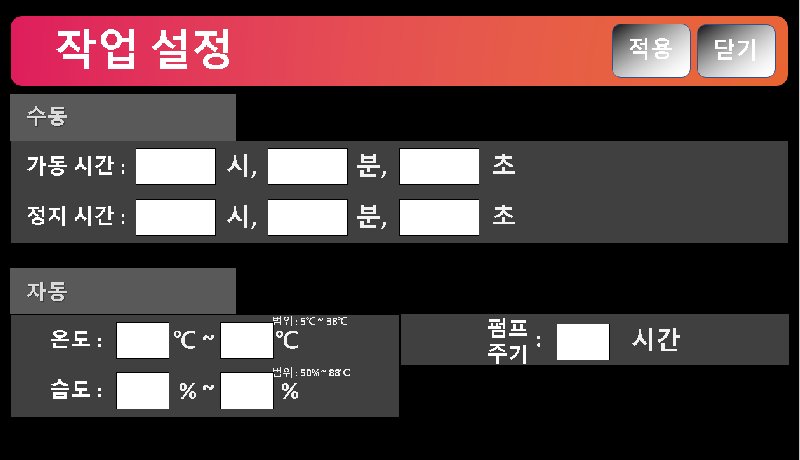 작업 설정 적용 닫기
수동
가동 시간 : 시, 분, 초
정지 시간 : 시, 분, 초
자동
범위 : 5℃ ~ 38℃
온도 : ℃ ~ ℃
범위 : 50% ~ 88℃
습도 : % ~ %
펌프
주기 : 시간